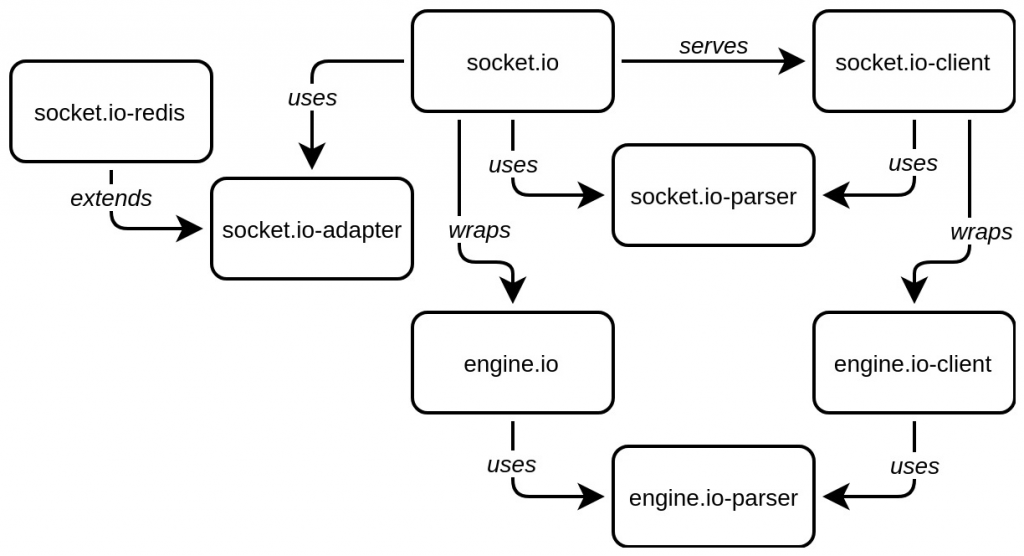 socket.io
serves
socket.io-client
uses
socket.io-redis
extends
uses
uses
socket.io-parser
socket.io-adapter
wraps
wraps
engine.io
engine.io-client
uses
uses
engine.io-parser